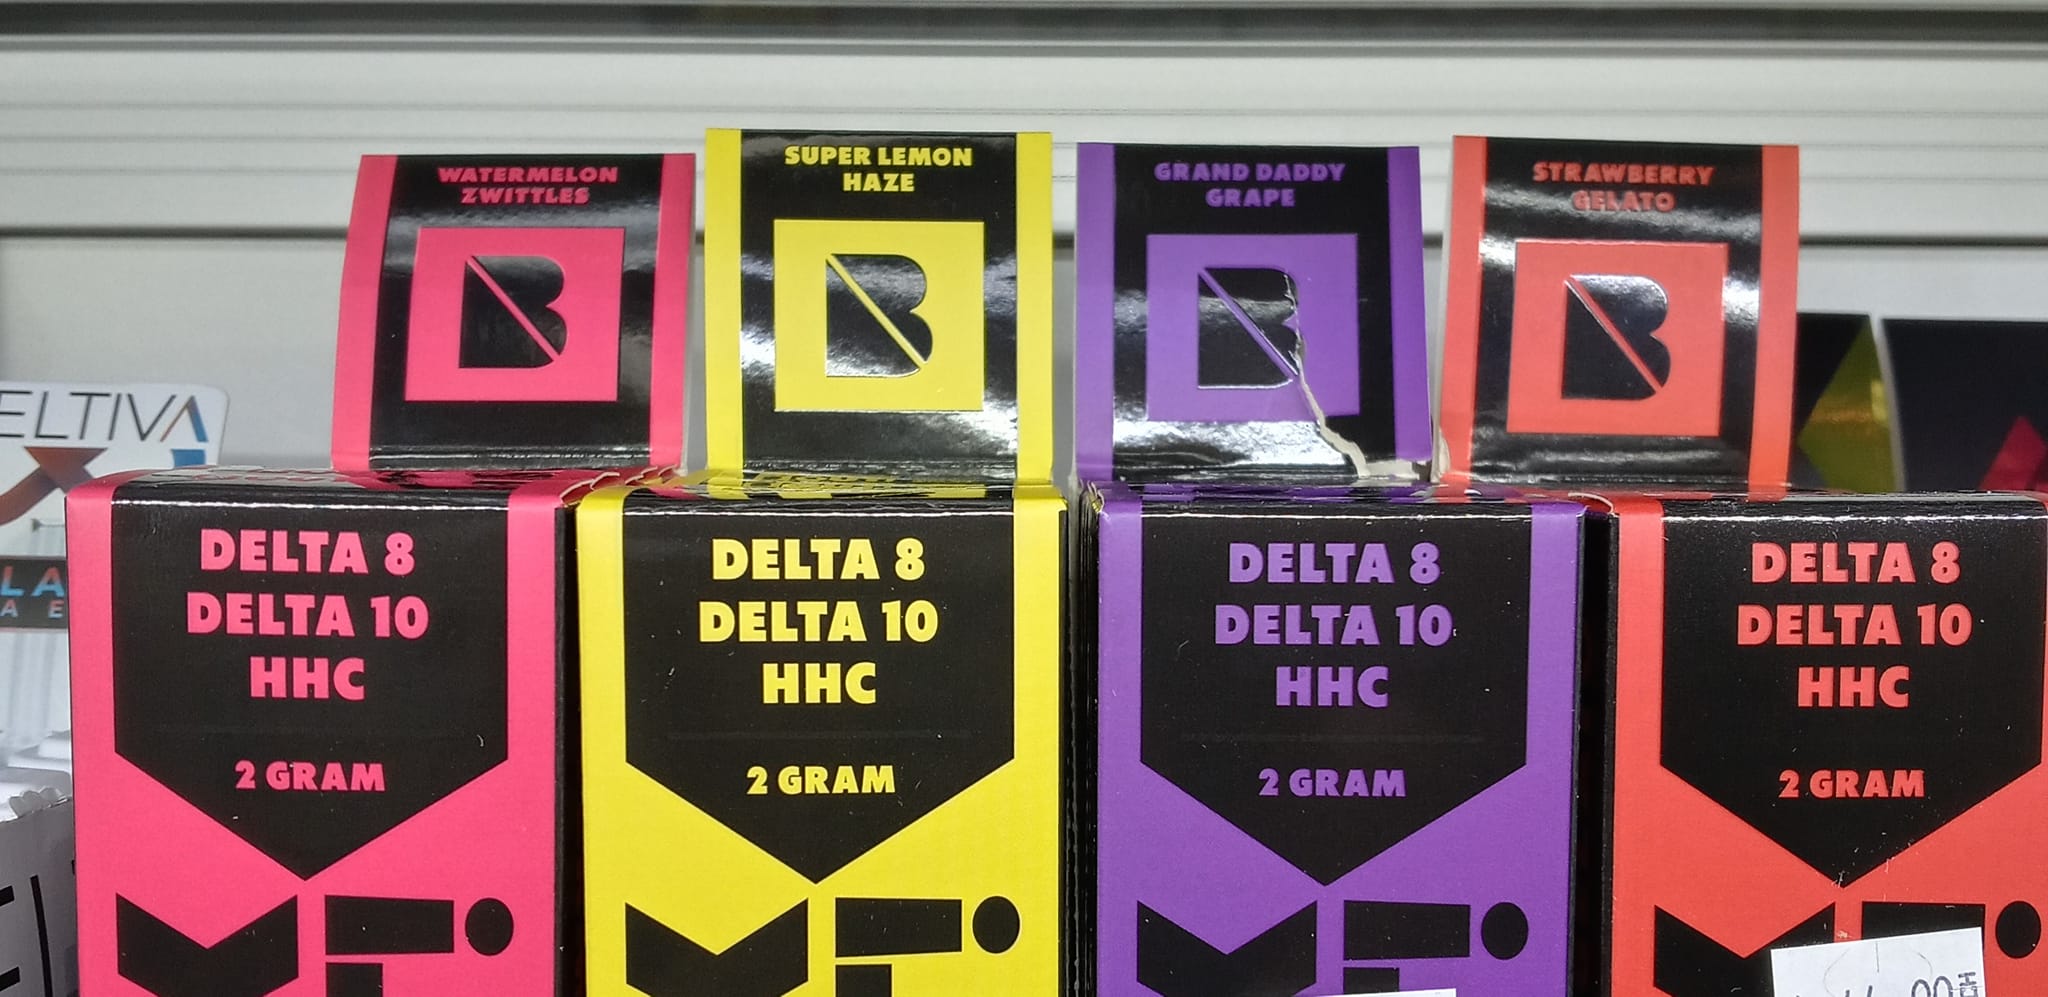 WATERMELON
ZWITTLES
B
SUPER LEMON
HAZE
B
GRAND DADDY
GRAPE
B
STRAWBERRY
GELATO
B
ELTIVA
LA
A E
DELTA 8
DELTA 10
HHC
2 GRAM
DELTA 8
DELTA 10
HHC
2 GRAM
DELTA 8
DELTA 10
HHC
2 GRAM
DELTA 8
DELTA 10
HHC
2 GRAM